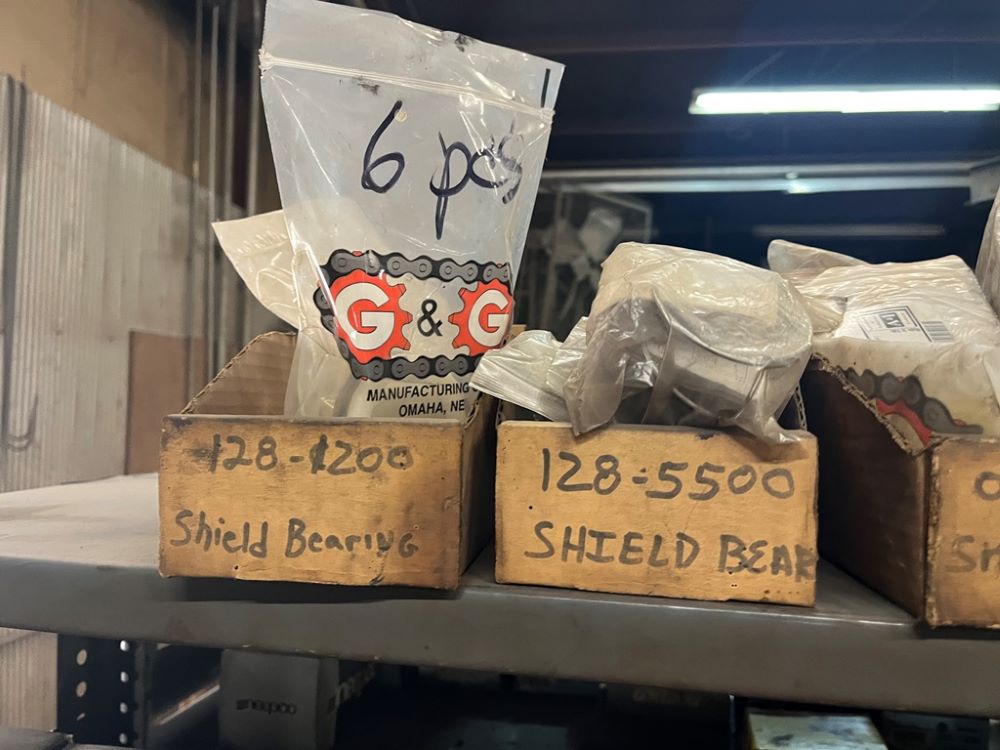 6 pcs
G & G
MANUFACTURING
OMAHA, NE
128-1200
Shield Bearing
128-5500
SHIELD BEAR